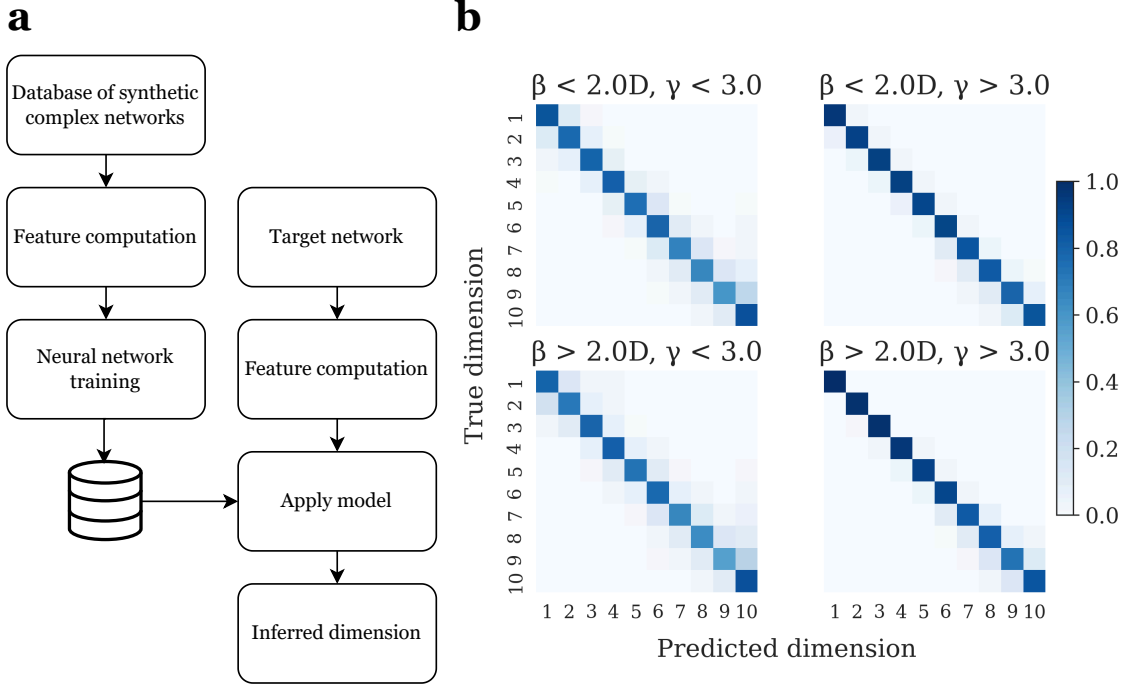 a
Database of synthetic
complex networks
Feature computation
Neural network
training
Target network
Feature computation
Apply model
Inferred dimension
b
True dimension
β < 2.0D, γ < 3.0
1
2
3
4
5
6
7
8
9
10
β < 2.0D, γ > 3.0
β > 2.0D, γ < 3.0
1
2
3
4
5
6
7
8
9
10
1 2 3 4 5 6 7 8 9 10
β > 2.0D, γ > 3.0
1 2 3 4 5 6 7 8 9 10
Predicted dimension
1.0
0.8
0.6
0.4
0.2
0.0